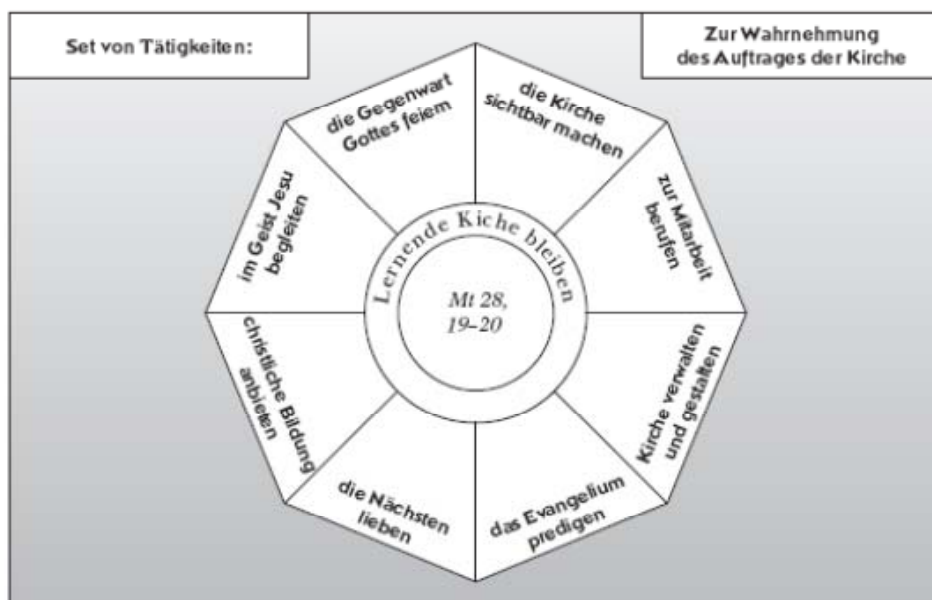 Set von Tätigkeiten:
Zur Wahrnehmung
des Auftrages der Kirche
die Gegenwart
Gottes feiern
die Kirche
sichtbar machen
zur Mitarbeit
berufen
Kirche verwalten
und gestalten
das Evangelium
predigen
die Nächsten
lieben
christliche Bildung
anbieten
im Geist Jesu
begleiten
Lernende Kiche bleiben
Mt 28,
19–20